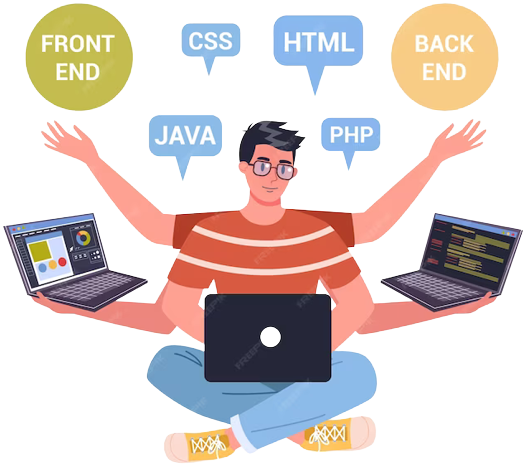 FRONT
END
CSS
HTML
BACK
END
JAVA
PHP